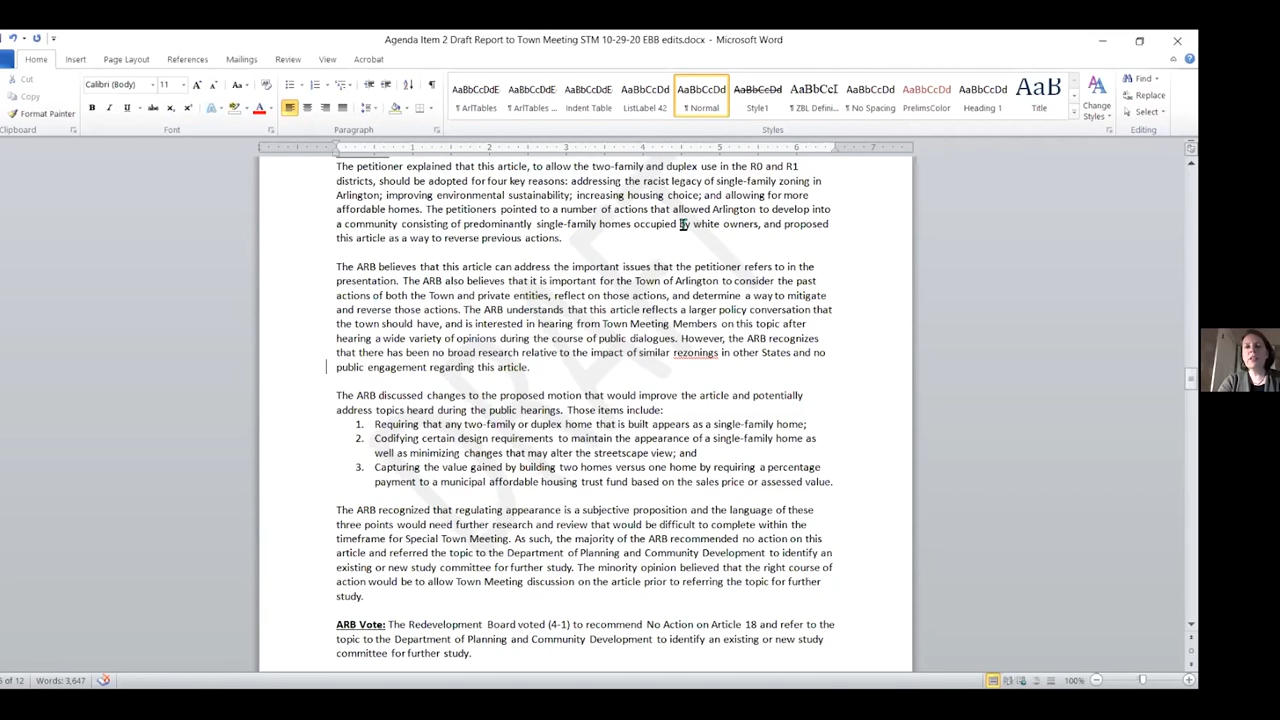 Agenda Item 2 Draft Report to Town Meeting STM 10-29-20 EBB edits.docx - Microsoft Word
Home Insert Page Layout References Mailings Review View Acrobat
Cut
Copy
Format Painter
Clipboard
Calibri (Body) 11
Font
Paragraph
AaBbCcDdE AaBbCcDdE AaBbCcDdE AaBbCcDd AaBbCcDd AaBbCcDd AaBbCcI AaBbCcDd AaBbCcDd AaBbCcDd AaB
¶ ArlTables ¶ ArlTables ... Indent Table ListLabel 42 ¶ Normal Style1 ¶ ZBL Defini... ¶ No Spacing PrelimsColor Heading 1 Title
Styles
Change Styles
Find
Replace
Select
Editing
1 2 3 4 5 6 7
The petitioner explained that this article, to allow the two-family and duplex use in the R0 and R1
districts, should be adopted for four key reasons: addressing the racist legacy of single-family zoning in
Arlington; improving environmental sustainability; increasing housing choice; and allowing for more
affordable homes. The petitioners pointed to a number of actions that allowed Arlington to develop into
a community consisting of predominantly single-family homes occupied by white owners, and proposed
this article as a way to reverse previous actions.
The ARB believes that this article can address the important issues that the petitioner refers to in the
presentation. The ARB also believes that it is important for the Town of Arlington to consider the past
actions of both the Town and private entities, reflect on those actions, and determine a way to mitigate
and reverse those actions. The ARB understands that this article reflects a larger policy conversation that
the town should have, and is interested in hearing from Town Meeting Members on this topic after
hearing a wide variety of opinions during the course of public dialogues. However, the ARB recognizes
that there has been no broad research relative to the impact of similar rezonings in other States and no
public engagement regarding this article.
The ARB discussed changes to the proposed motion that would improve the article and potentially
address topics heard during the public hearings. Those items include:
1. Requiring that any two-family or duplex home that is built appears as a single-family home;
2. Codifying certain design requirements to maintain the appearance of a single-family home as
well as minimizing changes that may alter the streetscape view; and
3. Capturing the value gained by building two homes versus one home by requiring a percentage
payment to a municipal affordable housing trust fund based on the sales price or assessed value.
The ARB recognized that regulating appearance is a subjective proposition and the language of these
three points would need further research and review that would be difficult to complete within the
timeframe for Special Town Meeting. As such, the majority of the ARB recommended no action on this
article and referred the topic to the Department of Planning and Community Development to identify an
existing or new study committee for further study. The minority opinion believed that the right course of
action would be to allow Town Meeting discussion on the article prior to referring the topic for further
study.
ARB Vote: The Redevelopment Board voted (4-1) to recommend No Action on Article 18 and refer to the
topic to the Department of Planning and Community Development to identify an existing or new study
committee for further study.
of 12 Words: 3,647 100%